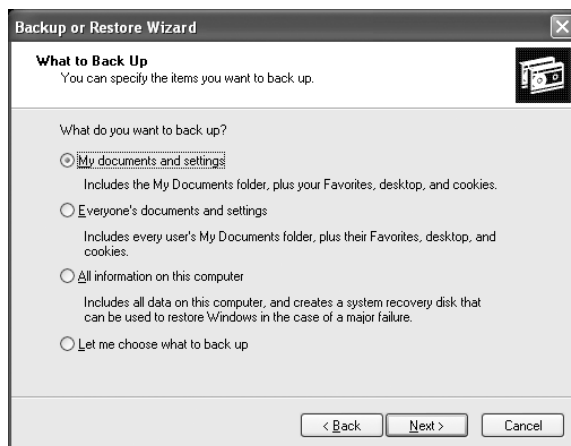 Backup or Restore Wizard
What to Back Up
You can specify the items you want to back up.
What do you want to back up?
My documents and settings
Includes the My Documents folder, plus your Favorites, desktop, and cookies.
Everyone's documents and settings
Includes every user's My Documents folder, plus their Favorites, desktop, and
cookies.
All information on this computer
Includes all data on this computer, and creates a system recovery disk that
can be used to restore Windows in the case of a major failure.
Let me choose what to back up
< Back
Next >
Cancel